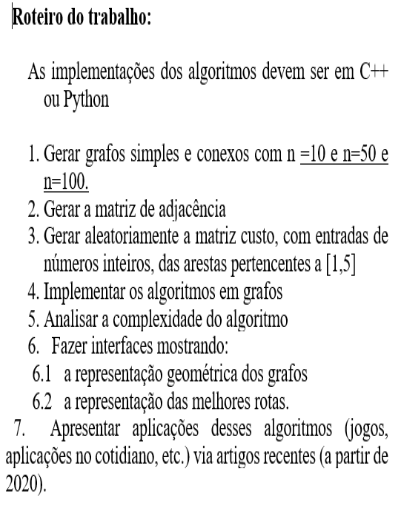 Roteiro do trabalho:
As implementações dos algoritmos devem ser em C++
ou Python
1. Gerar grafos simples e conexos com n =10 e n=50 e
n=100.
2. Gerar a matriz de adjacência
3. Gerar aleatoriamente a matriz custo, com entradas de
números inteiros, das arestas pertencentes a [1,5]
4. Implementar os algoritmos em grafos
5. Analisar a complexidade do algoritmo
6. Fazer interfaces mostrando:
6.1 a representação geométrica dos grafos
6.2 a representação das melhores rotas.
7. Apresentar aplicações desses algoritmos (jogos,
aplicações no cotidiano, etc.) via artigos recentes (a partir de
2020).